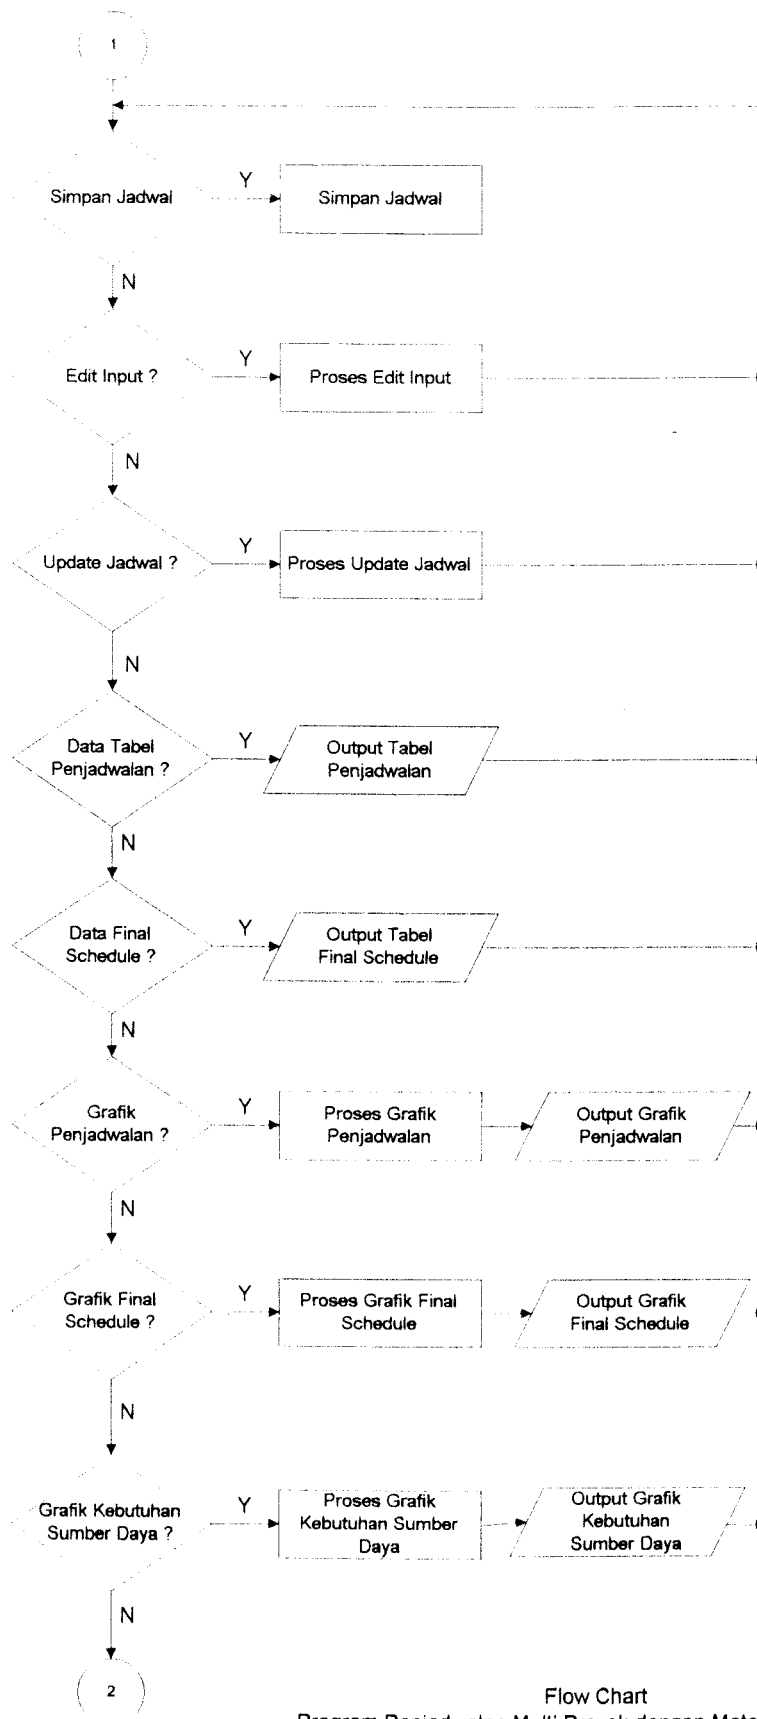 1
Simpan Jadwal
Y
Simpan Jadwal
N
Edit Input ?
Y
Proses Edit Input
N
Update Jadwal ?
Y
Proses Update Jadwal
N
Data Tabel
Penjadwalan ?
Y
Output Tabel
Penjadwalan
N
Data Final
Schedule ?
Y
Output Tabel
Final Schedule
N
Grafik
Penjadwalan ?
Y
Proses Grafik
Penjadwalan
Output Grafik
Penjadwalan
N
Grafik Final
Schedule ?
Y
Proses Grafik Final
Schedule
Output Grafik
Final Schedule
N
Grafik Kebutuhan
Sumber Daya ?
Y
Proses Grafik
Kebutuhan Sumber
Daya
Output Grafik
Kebutuhan
Sumber Daya
N
2
Flow Chart